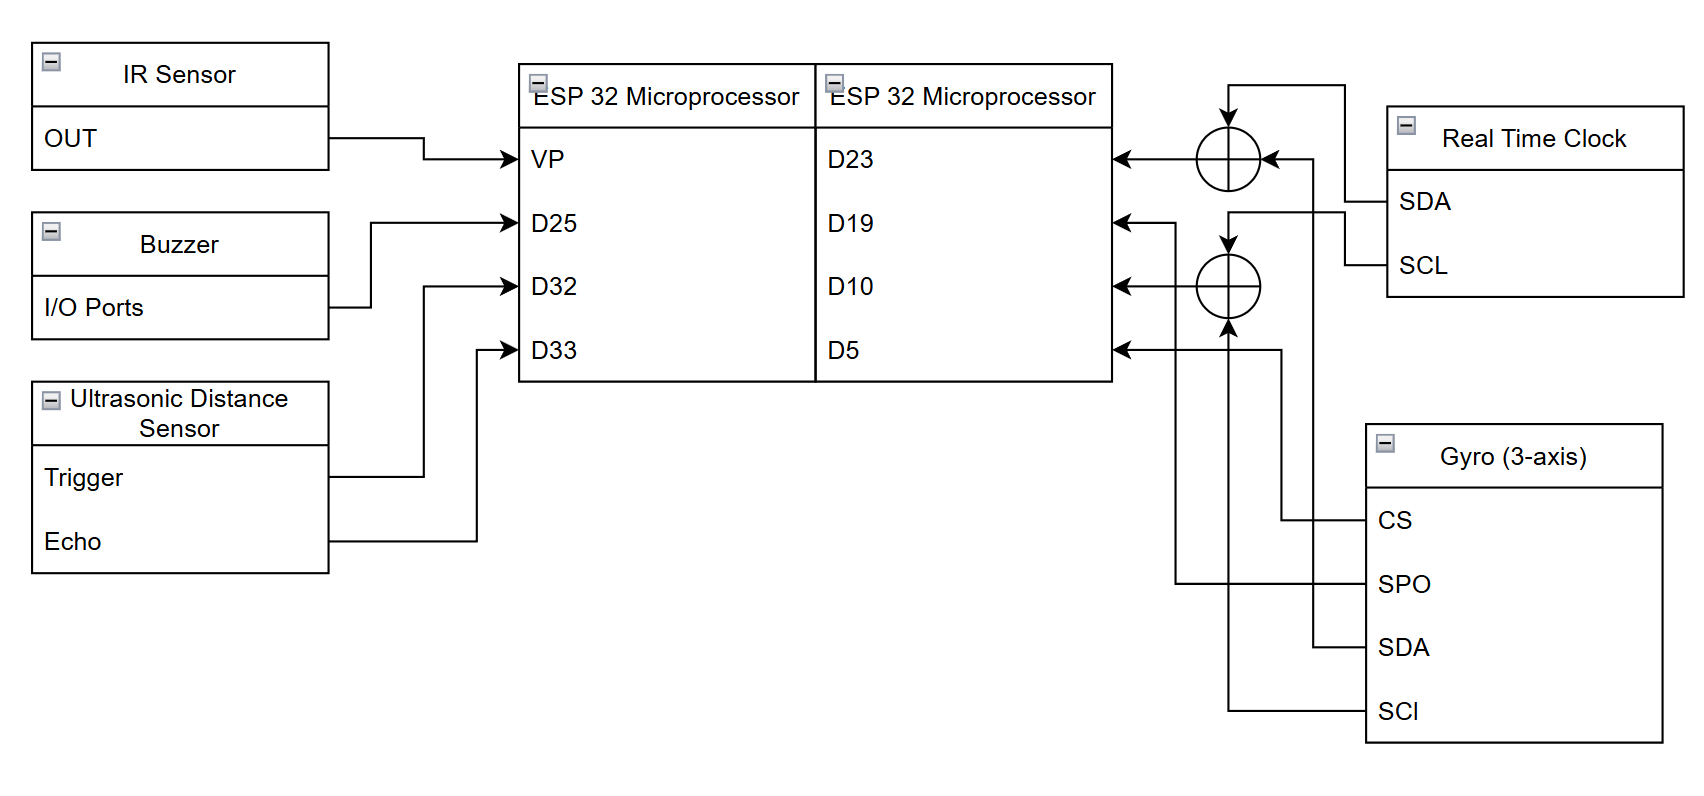 IR Sensor
OUT
Buzzer
I/O Ports
Ultrasonic Distance
Sensor
Trigger
Echo
ESP 32 Microprocessor
VP
D25
D32
D33
ESP 32 Microprocessor
D23
D19
D10
D5
Real Time Clock
SDA
SCL
Gyro (3-axis)
CS
SPO
SDA
SCl